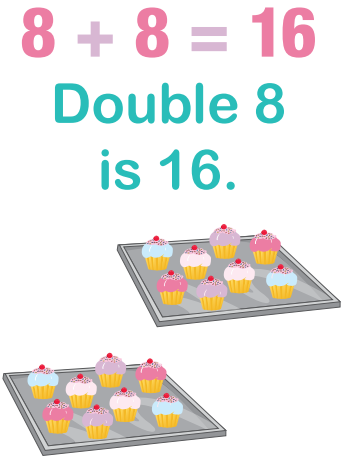 8 + 8 = 16
Double 8
is 16.